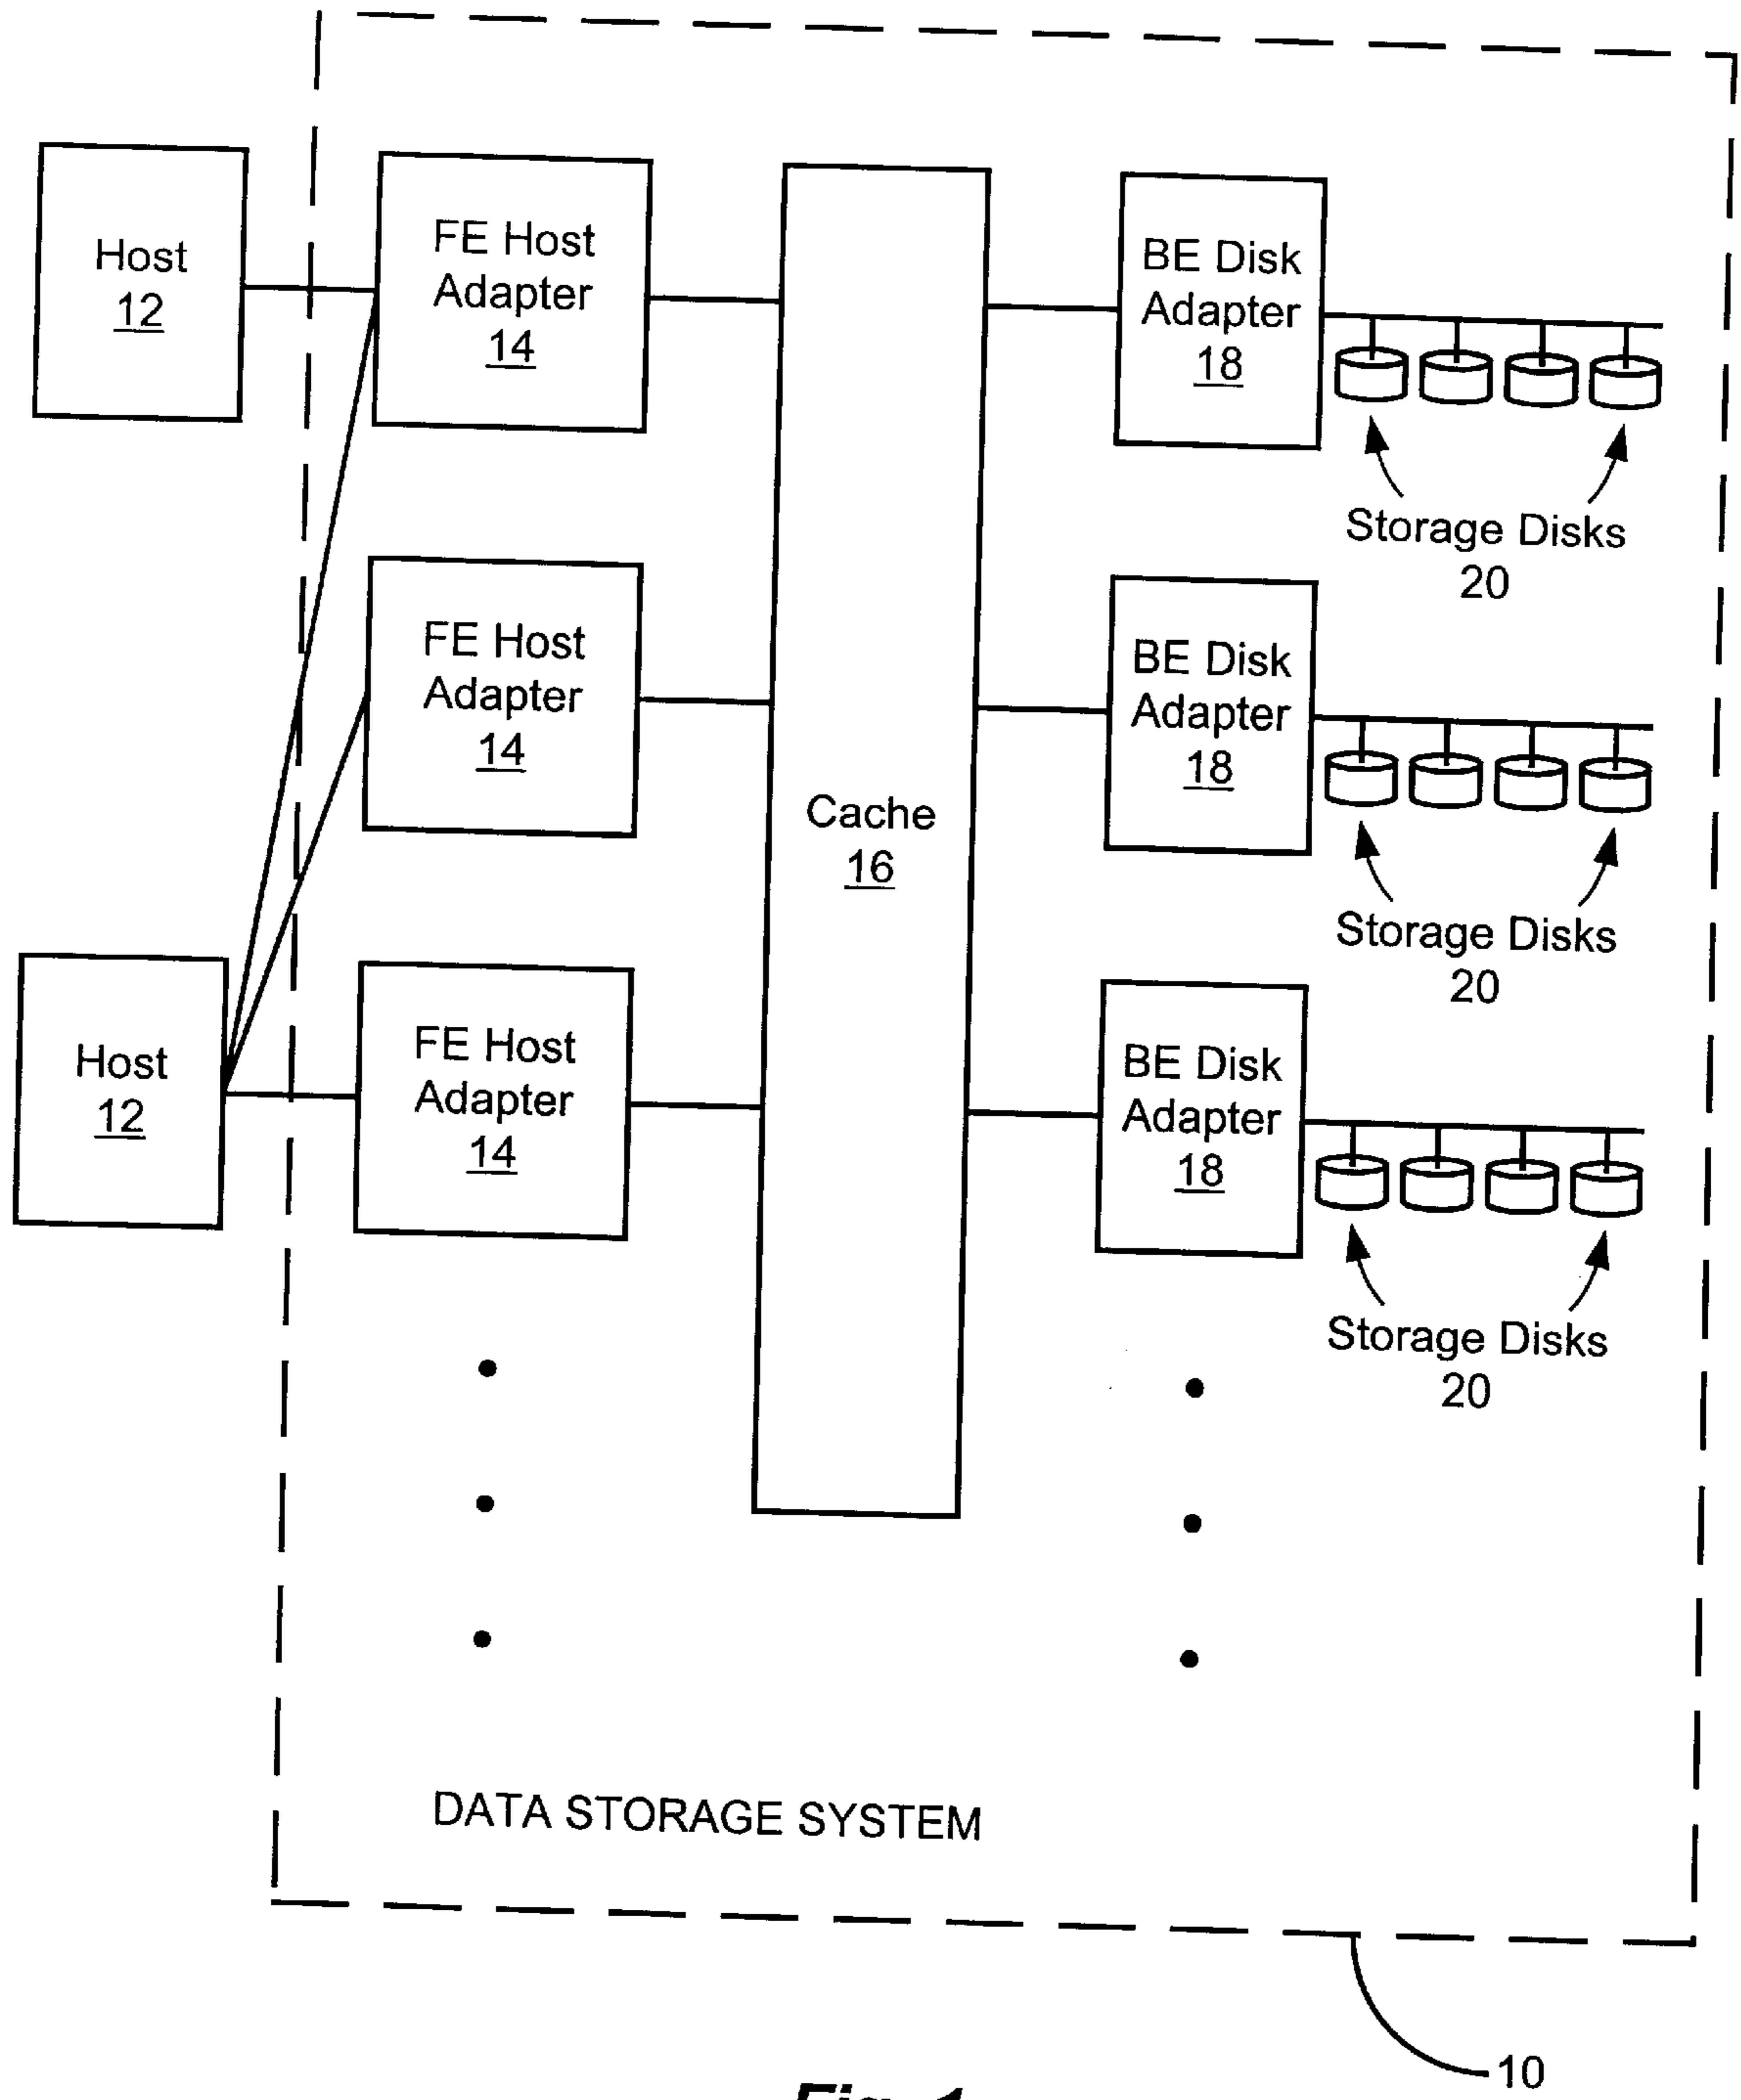 Host
12
FE Host
Adapter
14
BE Disk
Adapter
18
Storage Disks
20
FE Host
Adapter
14
Cache
16
BE Disk
Adapter
18
Storage Disks
20
Host
12
FE Host
Adapter
14
BE Disk
Adapter
18
Storage Disks
20
DATA STORAGE SYSTEM
10